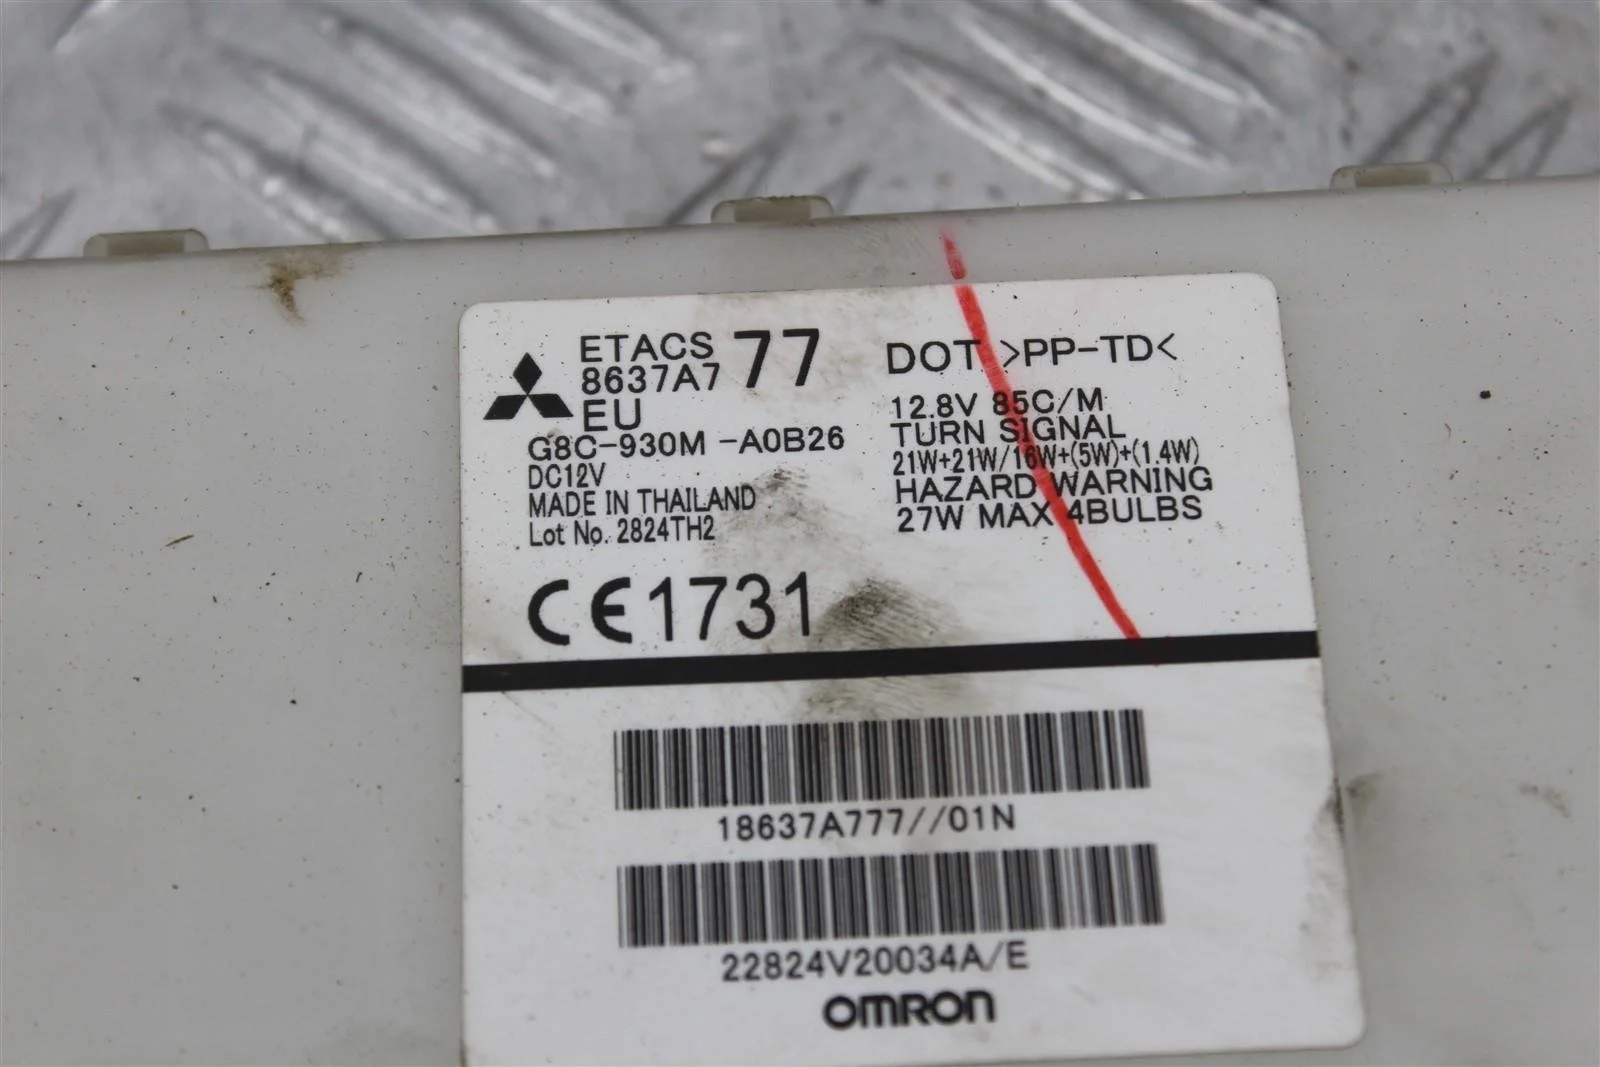 ETACS 77
8637A7
EU
G8C-930M -A0B26
DC12V
MADE IN THAILAND
Lot No. 2824TH2
CE1731
DOT >PP-TD<
12.8V 85C/M
TURN SIGNAL
21W+21W/16W+(5W)+(1.4W)
HAZARD WARNING
27W MAX 4BULBS
18637A777//01N
22824V20034A/E
OMRON